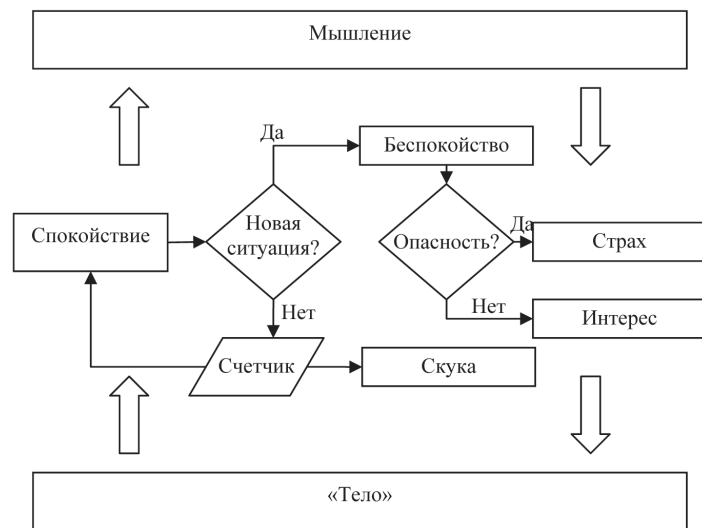 Мышление
Да
Беспокойство
Спокойствие
Новая
ситуация?
Опасность?
Да
Страх
Нет
Нет
Интерес
Счетчик
Скука
«Тело»